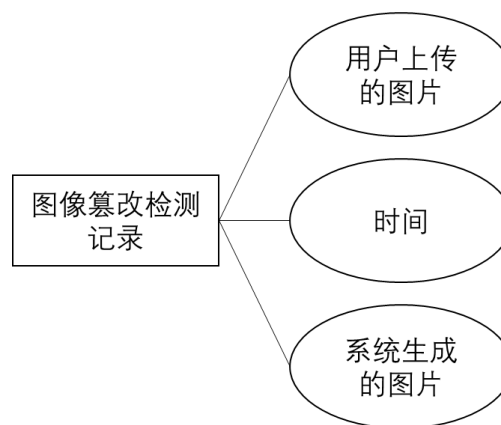 用户上传
的图片
图像篡改检测
记录
时间
系统生成
的图片